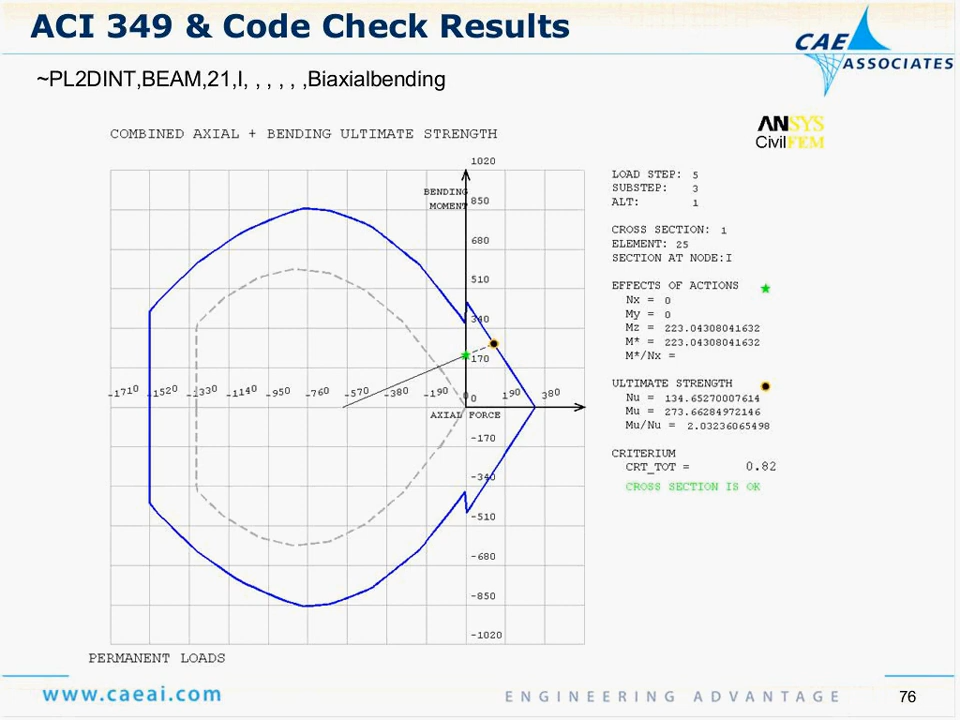 ACI 349 & Code Check Results
CAE ASSOCIATES
~PL2DINT,BEAM,21,I, , , , , ,Biaxialbending
ANSYS
CivilFEM
COMBINED AXIAL + BENDING ULTIMATE STRENGTH
1020
BENDING
MOMENT
850
680
510
340
170
-1710 -1520 -1330 -1140 -950 -760 -570 -380 -190 0 0 190 380
AXIAL FORCE
-170
-340
-510
-680
-850
-1020
LOAD STEP: 5
SUBSTEP: 3
ALT: 1
CROSS SECTION: 1
ELEMENT: 25
SECTION AT NODE:I
EFFECTS OF ACTIONS
Nx = 0
My = 0
Mz = 223.04308041632
M* = 223.04308041632
M*/Nx =
ULTIMATE STRENGTH
Nu = 134.65270007614
Mu = 273.66284972146
Mu/Nu = 2.03236065498
CRITERIUM
CRT_TOT = 0.82
CROSS SECTION IS OK
PERMANENT LOADS
www.caeai.com
ENGINEERING ADVANTAGE
76